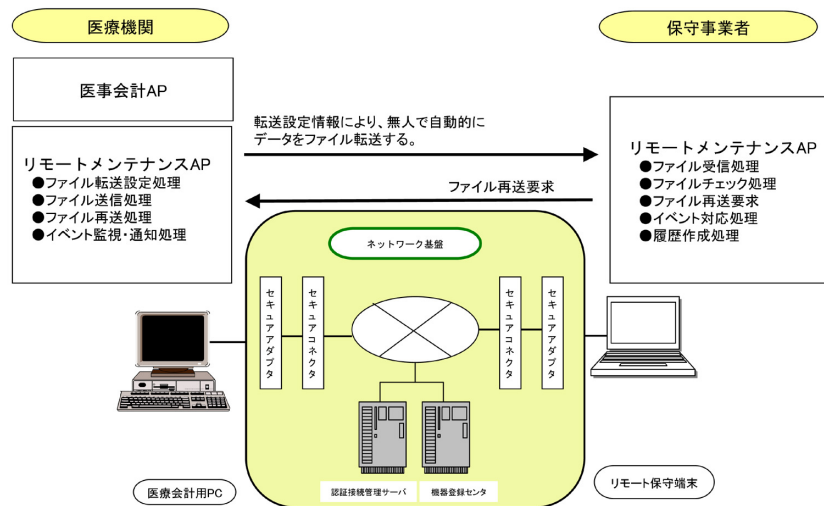 医療機関
保守事業者
医事会計AP
リモートメンテナンスAP
●ファイル転送設定処理
●ファイル送信処理
●ファイル再送処理
●イベント監視・通知処理
転送設定情報により、無人で自動的に
データをファイル転送する。
ファイル再送要求
リモートメンテナンスAP
●ファイル受信処理
●ファイルチェック処理
●ファイル再送要求
●イベント対応処理
●履歴作成処理
ネットワーク基盤
セキュアアダプタ
セキュアコネクタ
セキュアコネクタ
セキュアアダプタ
医療会計用PC
認証接続管理サーバ
機器登録センタ
リモート保守端末